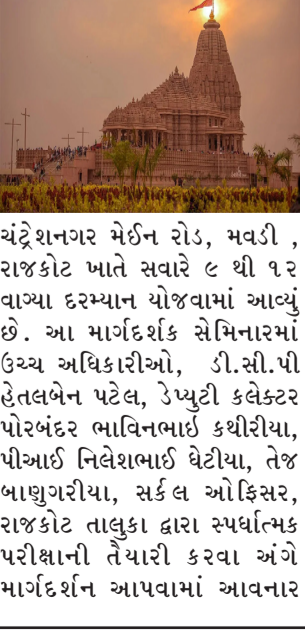 ચંદ્રેશનગર મેઈન રોડ, મવડી ,
રાજકોટ ખાતે સવારે ૯ થી ૧૨
વાગ્યા દરમ્યાન યોજવામાં આવ્યું
છે. આ માર્ગદર્શક સેમિનારમાં
ઉચ્ચ અધિકારીઓ, ડી.સી.પી
હેતલબેન પટેલ, ડેપ્યુટી કલેક્ટર
પોરબંદર ભાવિનભાઇ કથીરીયા,
પીઆઈ નિલેશભાઈ ઘેટીયા, તેજ
બાણુગરીયા, સર્કલ ઓફિસર,
રાજકોટ તાલુકા દ્વારા સ્પર્ધાત્મક
પરીક્ષાની તૈયારી કરવા અંગે
માર્ગદર્શન આપવામાં આવનાર